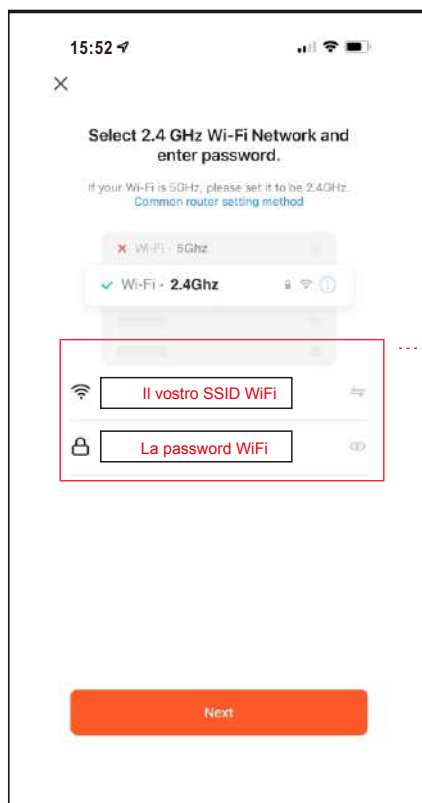 15:52
Select 2.4 GHz Wi-Fi Network and
enter password.
If your Wi-Fi is 5GHz, please set it to be 2.4GHz.
Common router setting method
Wi-Fi - 5Ghz
Wi-Fi - 2.4Ghz
Il vostro SSID WiFi
La password WiFi
Next